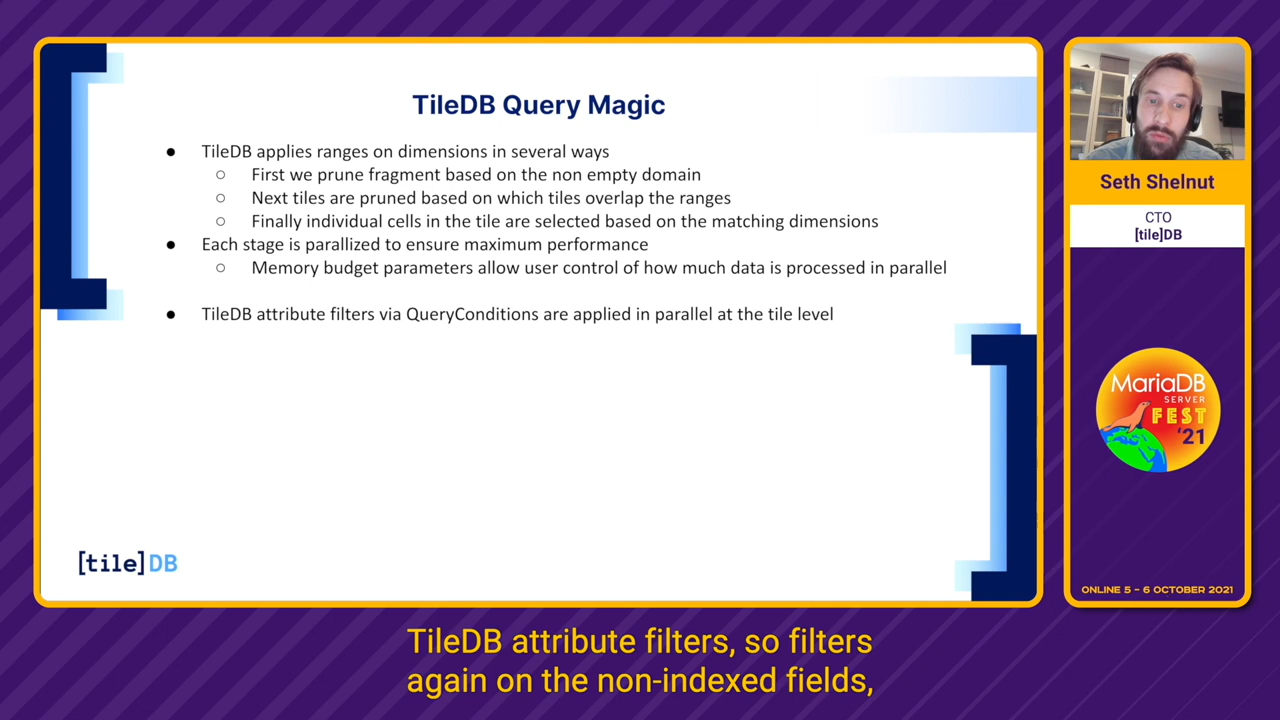 TileDB Query Magic
● TileDB applies ranges on dimensions in several ways
○ First we prune fragment based on the non empty domain
○ Next tiles are pruned based on which tiles overlap the ranges
○ Finally individual cells in the tile are selected based on the matching dimensions
● Each stage is parallized to ensure maximum performance
○ Memory budget parameters allow user control of how much data is processed in parallel
● TileDB attribute filters via QueryConditions are applied in parallel at the tile level
[tile]DB
Seth Shelnut
CTO
[tile]DB
MariaDB
SERVER
FEST
'21
ONLINE 5 – 6 OCTOBER 2021
TileDB attribute filters, so filters
again on the non-indexed fields,